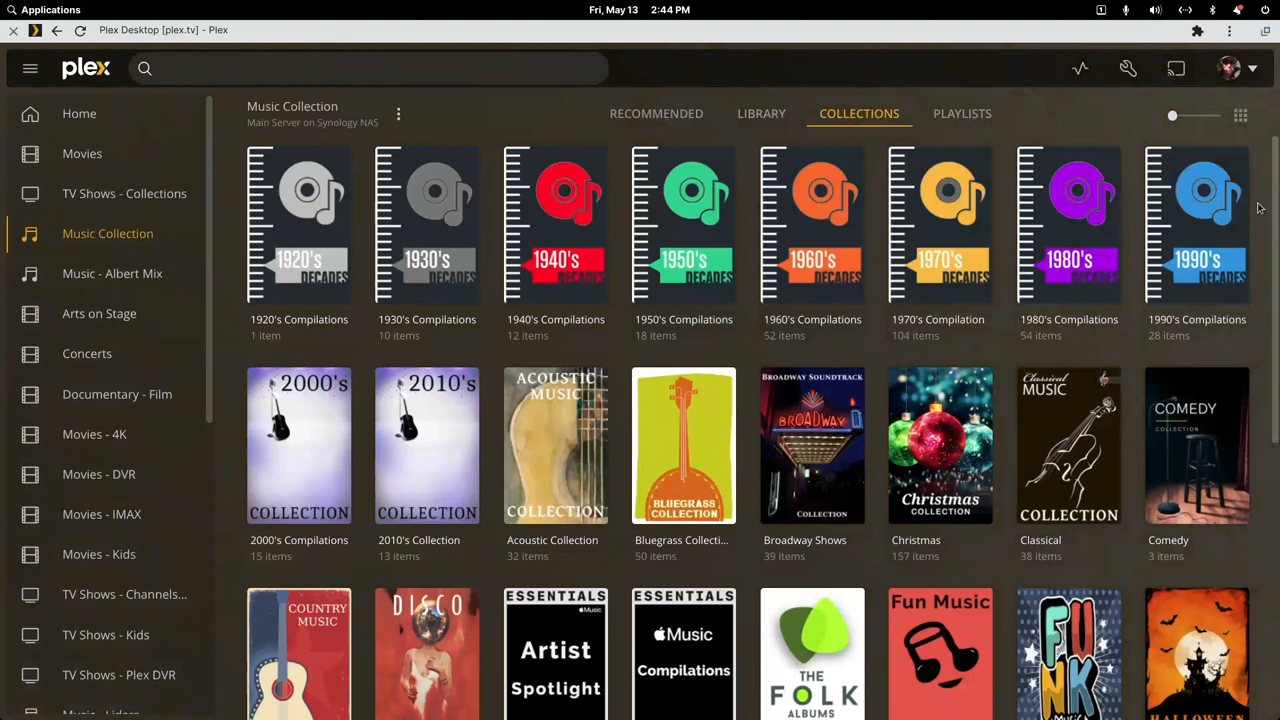 Applications
Fri, May 13 2:44 PM
1
Plex Desktop [plex.tv] - Plex
plex
Home
Movies
TV Shows - Collections
Music Collection
Music - Albert Mix
Arts on Stage
Concerts
Documentary - Film
Movies - 4K
Movies - DVR
Movies - IMAX
Movies - Kids
TV Shows - Channels...
TV Shows - Kids
TV Shows - Plex DVR
Music Collection
Main Server on Synology NAS
RECOMMENDED
LIBRARY
COLLECTIONS
PLAYLISTS
1920's
DECADES
1920's Compilations
1 item
1930's
DECADES
1930's Compilations
10 items
1940's
DECADES
1940's Compilations
12 items
1950's
DECADES
1950's Compilations
18 items
1960's
DECADES
1960's Compilations
52 items
1970's
DECADES
1970's Compilation
104 items
1980's
DECADES
1980's Compilations
54 items
1990's
DECADES
1990's Compilations
28 items
2000's
COLLECTION
2000's Compilations
15 items
2010's
COLLECTION
2010's Collection
13 items
ACOUSTIC
MUSIC
COLLECTION
Acoustic Collection
32 items
BLUEGRASS
COLLECTION
Bluegrass Collecti...
50 items
BROADWAY SOUNDTRACK
BROADWAY
COLLECTION
Broadway Shows
39 items
Christmas
COLLECTION
Christmas
157 items
Classical
MUSIC
COLLECTION
Classical
38 items
COMEDY
COLLECTION
Comedy
3 items
COUNTRY
MUSIC
DISCO
ESSENTIALS
Music
Artist
Spotlight
ESSENTIALS
Music
Compilations
THE
FOLK
ALBUMS
Fun Music
FUNK
HALLOWEEN